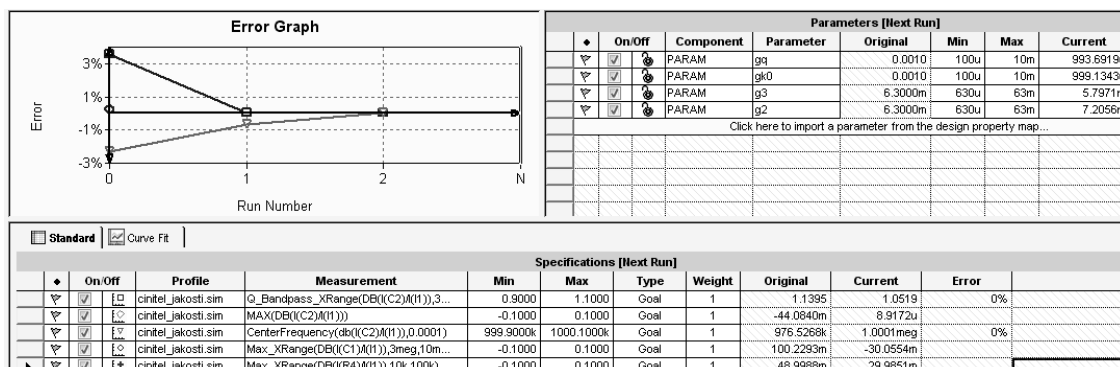 Error Graph
3%
1%
-1%
-3%
Error
0 1 2 N
Run Number
Parameters [Next Run]
On/Off Component Parameter Original Min Max Current
PARAM gq 0.0010 100u 10m 993.6919
PARAM gk0 0.0010 100u 10m 999.1343
PARAM g3 6.3000m 630u 63m 5.7971
PARAM g2 6.3000m 630u 63m 7.2056
Click here to import a parameter from the design property map...
Standard Curve Fit
Specifications [Next Run]
On/Off Profile Measurement Min Max Type Weight Original Current Error
cinitel_jakosti.sim Q_Bandpass_XRange(DB(I(C2)/I(I1)),3... 0.9000 1.1000 Goal 1 1.1395 1.0519 0%
cinitel_jakosti.sim MAX(DB(I(C2)/I(I1))) -0.1000 0.1000 Goal 1 -44.0840m 8.9172u
cinitel_jakosti.sim CenterFrequency(db(I(C2)/I(I1)),0.0001) 999.9000k 1000.1000k Goal 1 976.5268k 1.0001meg 0%
cinitel_jakosti.sim Max_XRange(DB(I(C1)/I(I1)),3meg,10m... -0.1000 0.1000 Goal 1 100.2293m -30.0554m
cinitel_jakosti.sim Max_XRange(DB(I(R4)/I(I1)),10k,100k) -0.1000 0.1000 Goal 1 48.9988m 29.9851m